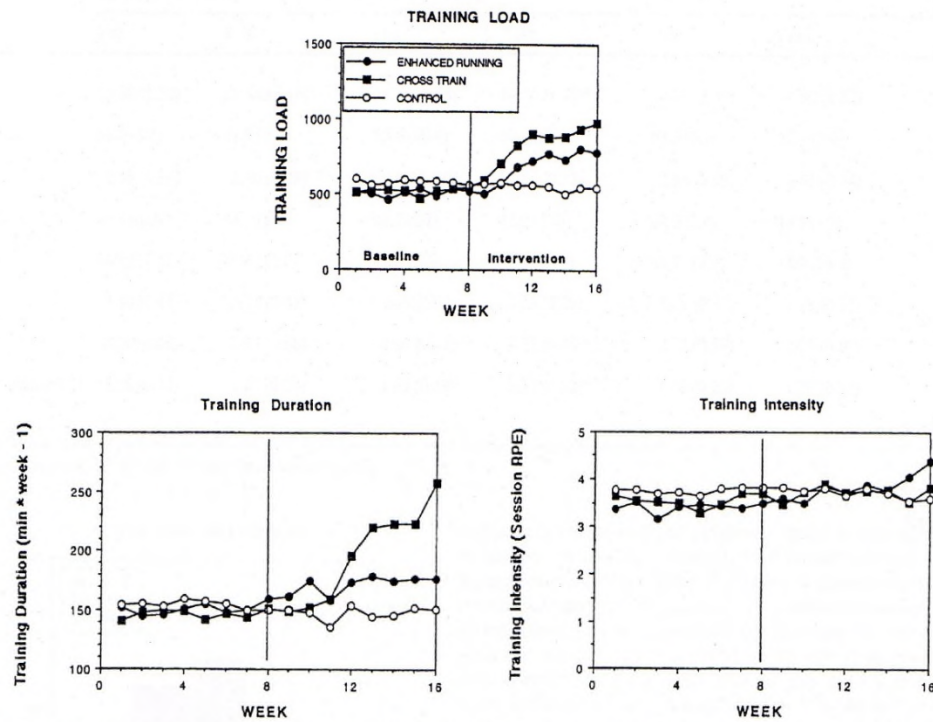 TRAINING LOAD
1500
ENHANCED RUNNING
CROSS TRAIN
CONTROL
1000
TRAINING LOAD
500
Baseline
Intervention
0
0 4 8 12 16
WEEK
Training Duration
300
250
200
150
100
Training Duration (min * week - 1)
0 4 8 12 16
WEEK
Training Intensity
5
4
3
2
1
0
Training Intensity (Session RPE)
0 4 8 12 16
WEEK